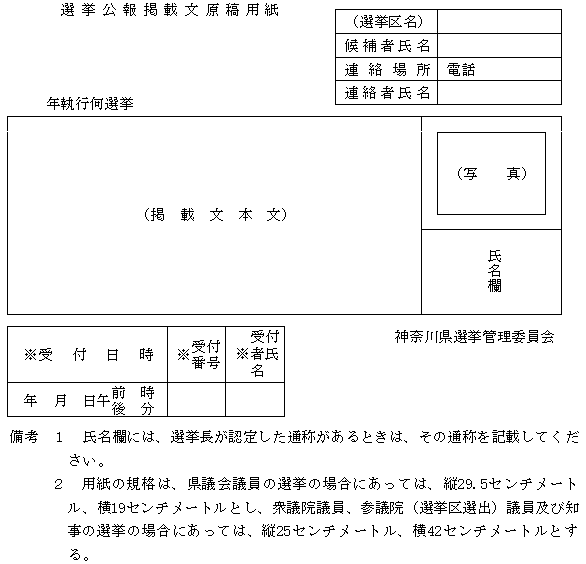 選挙公報掲載文原稿用紙
（選挙区名）
候補者氏名
連絡場所 電話
連絡者氏名
年執行何選挙
（掲載文本文）
（写　真）
氏名欄
神奈川県選挙管理委員会
※受付日時
※受付番号
※受付者氏名
年　月　日午前後　時分
備考　１　氏名欄には、選挙長が認定した通称があるときは、その通称を記載してくだ
さい。
２　用紙の規格は、県議会議員の選挙の場合にあっては、縦29.5センチメート
ル、横19センチメートルとし、衆議院議員、参議院（選挙区選出）議員及び知
事の選挙の場合にあっては、縦25センチメートル、横42センチメートルとす
る。